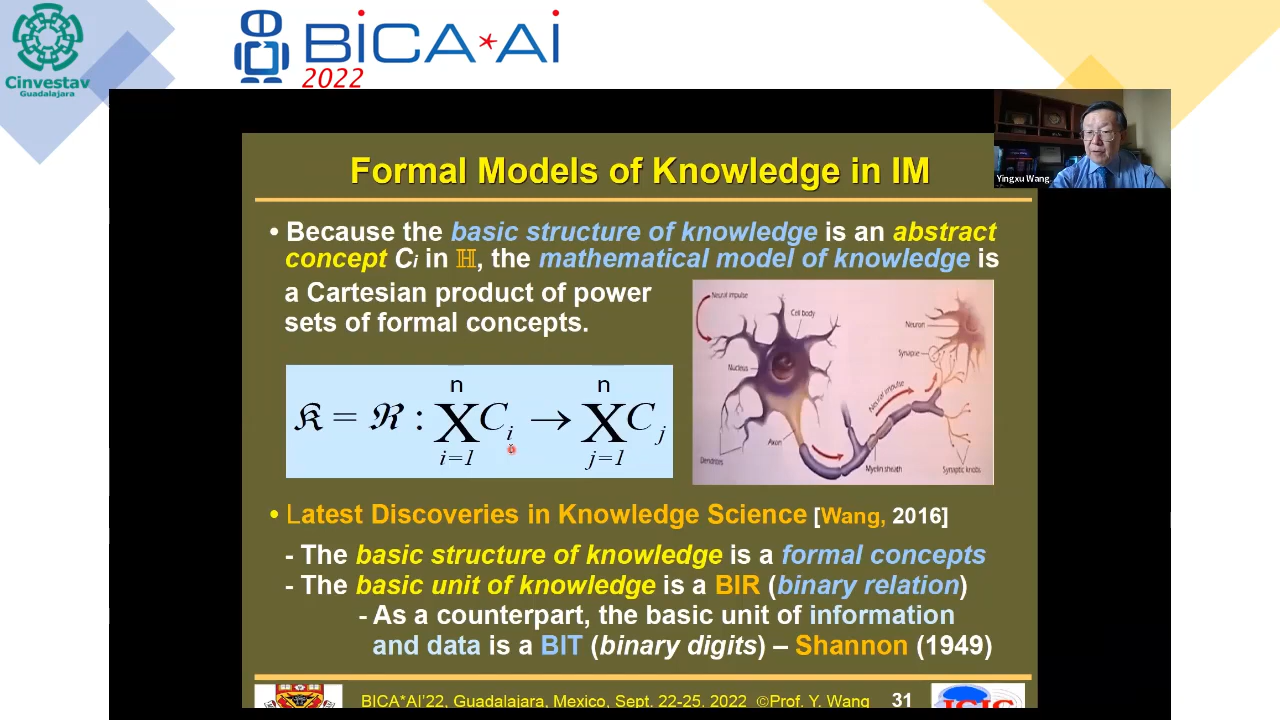 Cinvestav
Guadalajara
BiCA*Ai
2022
Yingxu Wang
Formal Models of Knowledge in IM
• Because the basic structure of knowledge is an abstract
concept Ci in ℍ, the mathematical model of knowledge is
a Cartesian product of power
sets of formal concepts.
𝔎 = ℜ : n X i=1 C i → n X j=1 C j
Neural impulse
Cell body
Nucleus
Dendrites
Axon
Myelin sheath
Neural impulse
Neuron
Synapse
Synaptic knobs
• Latest Discoveries in Knowledge Science [Wang, 2016]
- The basic structure of knowledge is a formal concepts
- The basic unit of knowledge is a BIR (binary relation)
- As a counterpart, the basic unit of information
and data is a BIT (binary digits) – Shannon (1949)
BICA*AI'22, Guadalajara, Mexico, Sept. 22-25, 2022 ©Prof. Y. Wang 31